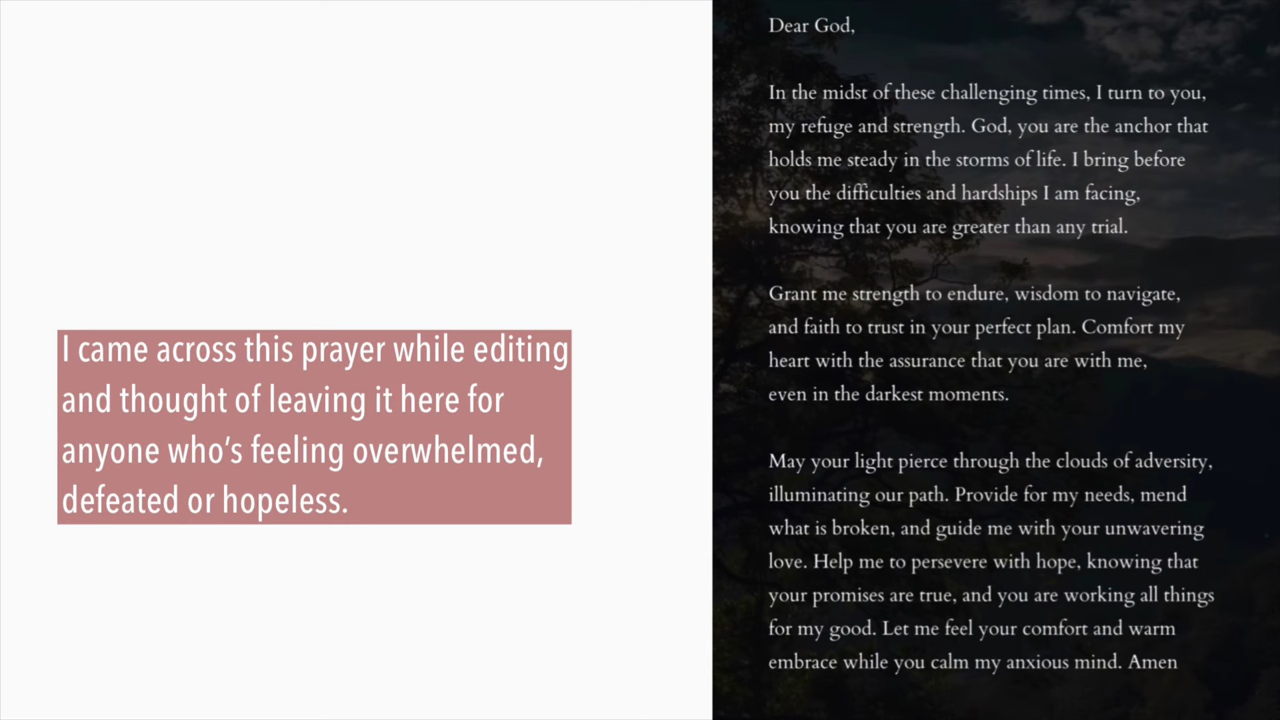 I came across this prayer while editing
and thought of leaving it here for
anyone who’s feeling overwhelmed,
defeated or hopeless.
Dear God,
In the midst of these challenging times, I turn to you,
my refuge and strength. God, you are the anchor that
holds me steady in the storms of life. I bring before
you the difficulties and hardships I am facing,
knowing that you are greater than any trial.
Grant me strength to endure, wisdom to navigate,
and faith to trust in your perfect plan. Comfort my
heart with the assurance that you are with me,
even in the darkest moments.
May your light pierce through the clouds of adversity,
illuminating our path. Provide for my needs, mend
what is broken, and guide me with your unwavering
love. Help me to persevere with hope, knowing that
your promises are true, and you are working all things
for my good. Let me feel your comfort and warm
embrace while you calm my anxious mind. Amen